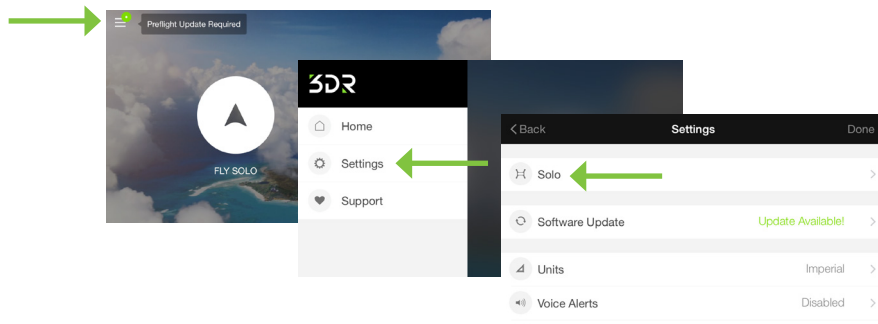 Preflight Update Required
FLY SOLO
3DR
Home
Settings
Support
Back
Settings
Done
Solo
Software Update
Update Available!
Units
Imperial
Voice Alerts
Disabled